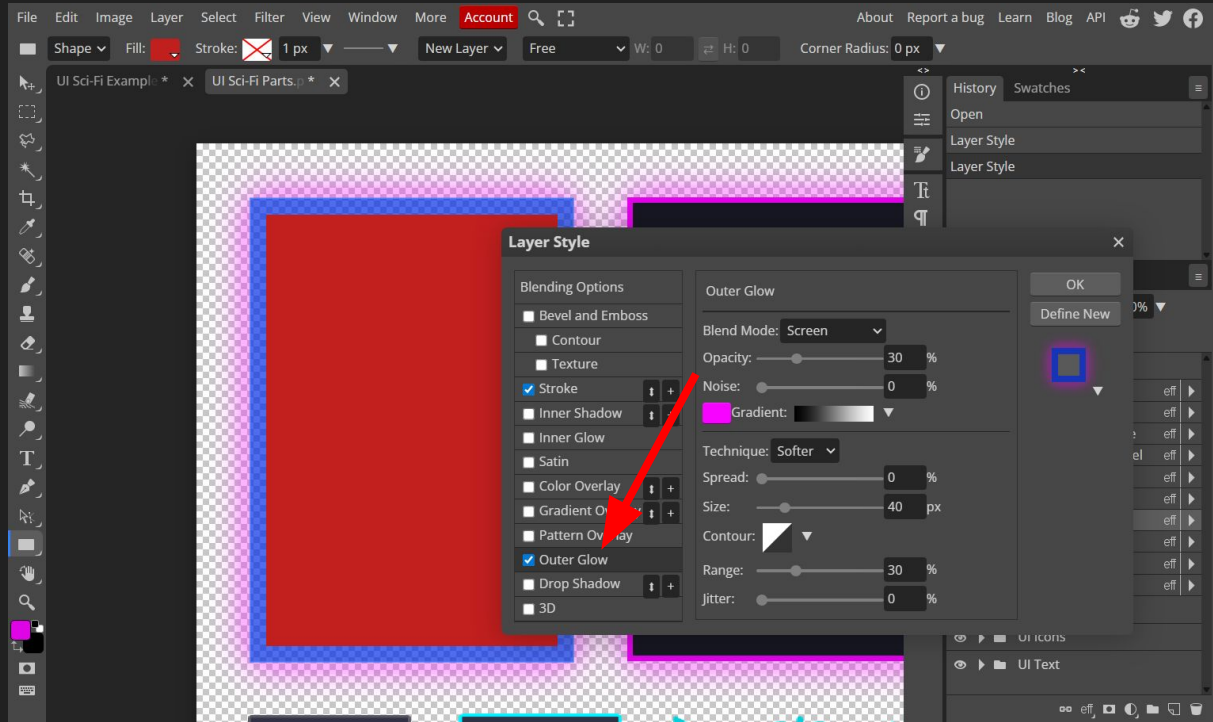 File Edit Image Layer Select Filter View Window More Account About Report a bug Learn Blog API
Shape Fill: Stroke: 1 px New Layer Free W: 0 H: 0 Corner Radius: 0 px
UI Sci-Fi Example * UI Sci-Fi Parts.p *
History Swatches
Open
Layer Style
Layer Style
Layer Style
Blending Options
Bevel and Emboss
Contour
Texture
Stroke
Inner Shadow
Inner Glow
Satin
Color Overlay
Gradient
Pattern
Outer Glow
Drop Shadow
3D
Outer Glow
Blend Mode: Screen
Opacity: 30 %
Noise: 0 %
Gradient:
Technique: Softer
Spread: 0 %
Size: 40 px
Contour:
Range: 30 %
Jitter: 0 %
OK
Define New
0%
eff
eff
eff
eff
eff
eff
eff
eff
eff
eff
UI Icons
UI Text
eff